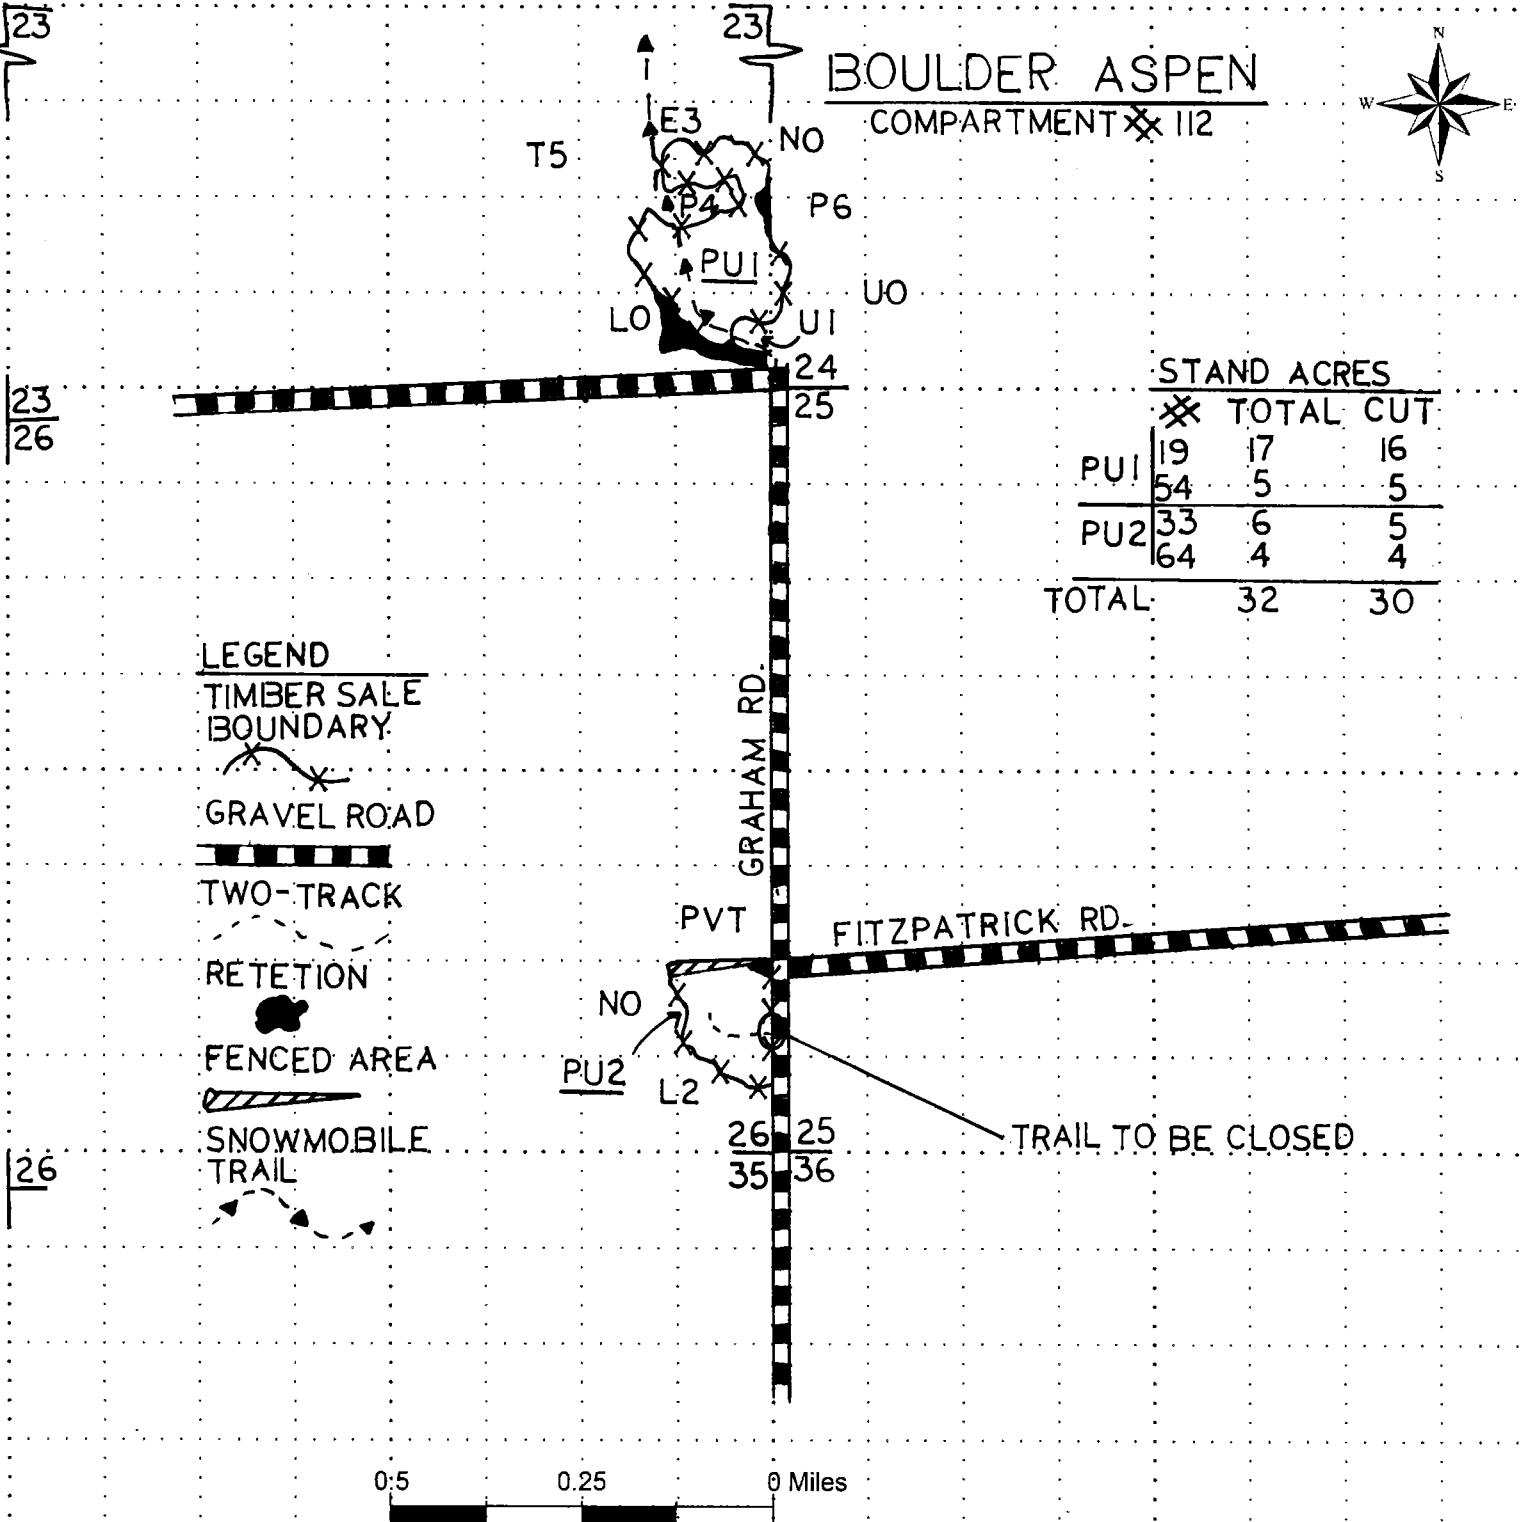 23
23
BOULDER ASPEN
COMPARTMENT # 112
N
W
E
S
E3
NO
T5
P4
P6
PU1
UO
LO
U1
24
25
23
26
STAND ACRES
# TOTAL CUT
PU1 19 17 16
54 5 5
PU2 33 6 5
64 4 4
TOTAL 32 30
LEGEND
TIMBER SALE
BOUNDARY
GRAVEL ROAD
TWO-TRACK
RETETION
FENCED AREA
SNOWMOBILE
TRAIL
GRAHAM RD.
PVT
FITZPATRICK RD.
NO
PU2
L2
TRAIL TO BE CLOSED
26 25
35 36
26
0.5 0.25 0 Miles